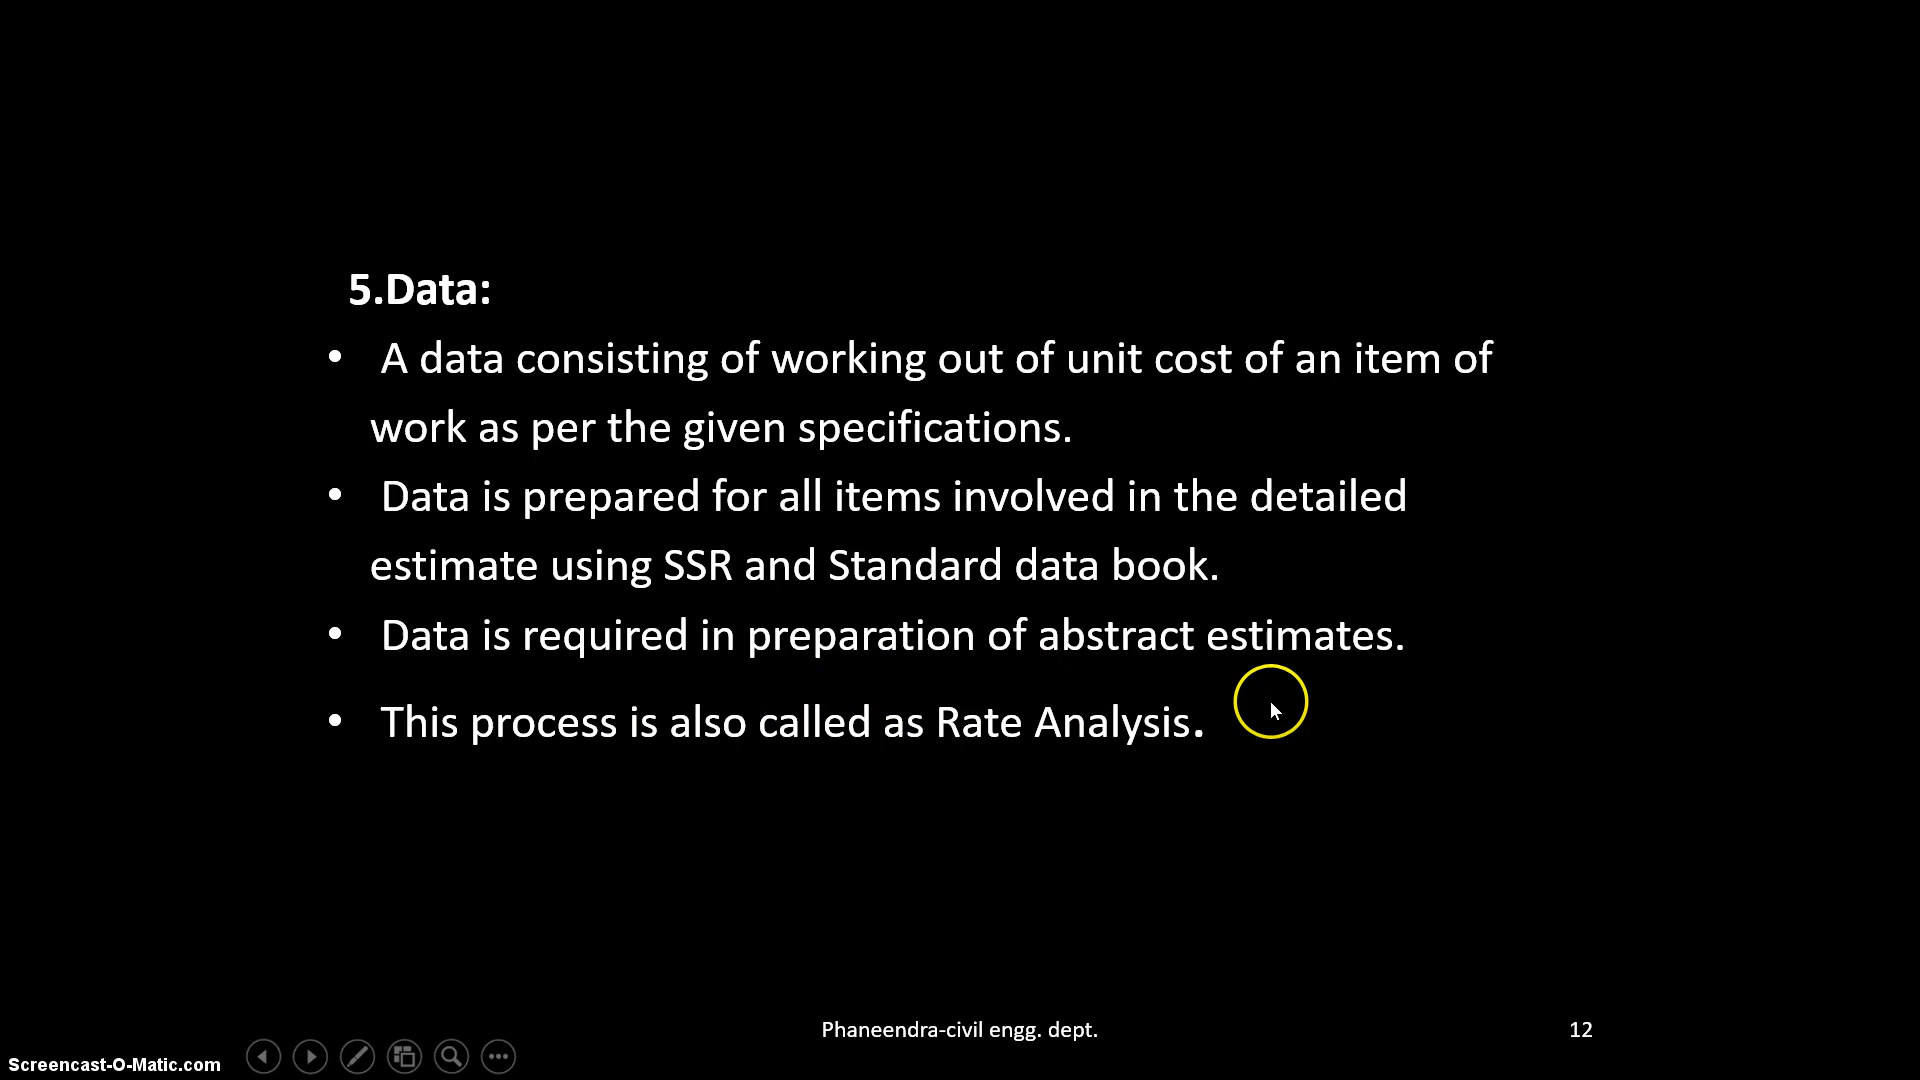 5.Data:
• A data consisting of working out of unit cost of an item of
work as per the given specifications.
• Data is prepared for all items involved in the detailed
estimate using SSR and Standard data book.
• Data is required in preparation of abstract estimates.
• This process is also called as Rate Analysis.
Phaneendra-civil engg. dept.
12
Screencast-O-Matic.com